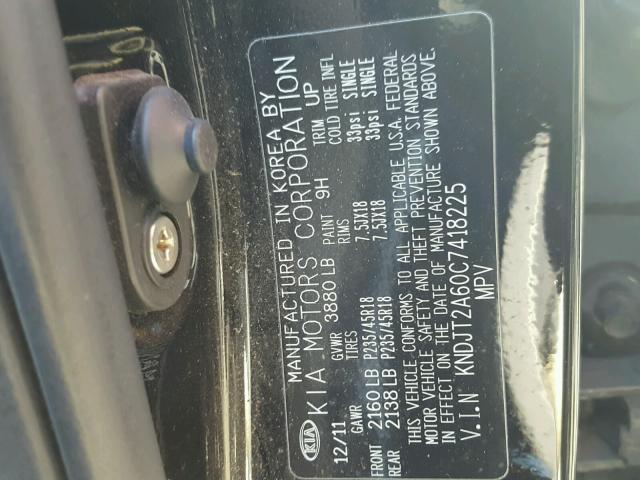 MANUFACTURED IN KOREA BY
KIA KIA MOTORS CORPORATION
12/11 GVWR 3880 LB PAINT 9H TRIM UP
GAWR TIRES RIMS COLD TIRE INFL
FRONT 2160 LB P235/45R18 7.5JX18 33psi SINGLE
REAR 2138 LB P235/45R18 7.5JX18 33psi SINGLE
THIS VEHICLE CONFORMS TO ALL APPLICABLE U.S.A. FEDERAL
MOTOR VEHICLE SAFETY AND THEFT PREVENTION STANDARDS
IN EFFECT ON THE DATE OF MANUFACTURE SHOWN ABOVE.
V.I.N KNDJT2A60C7418225
MPV